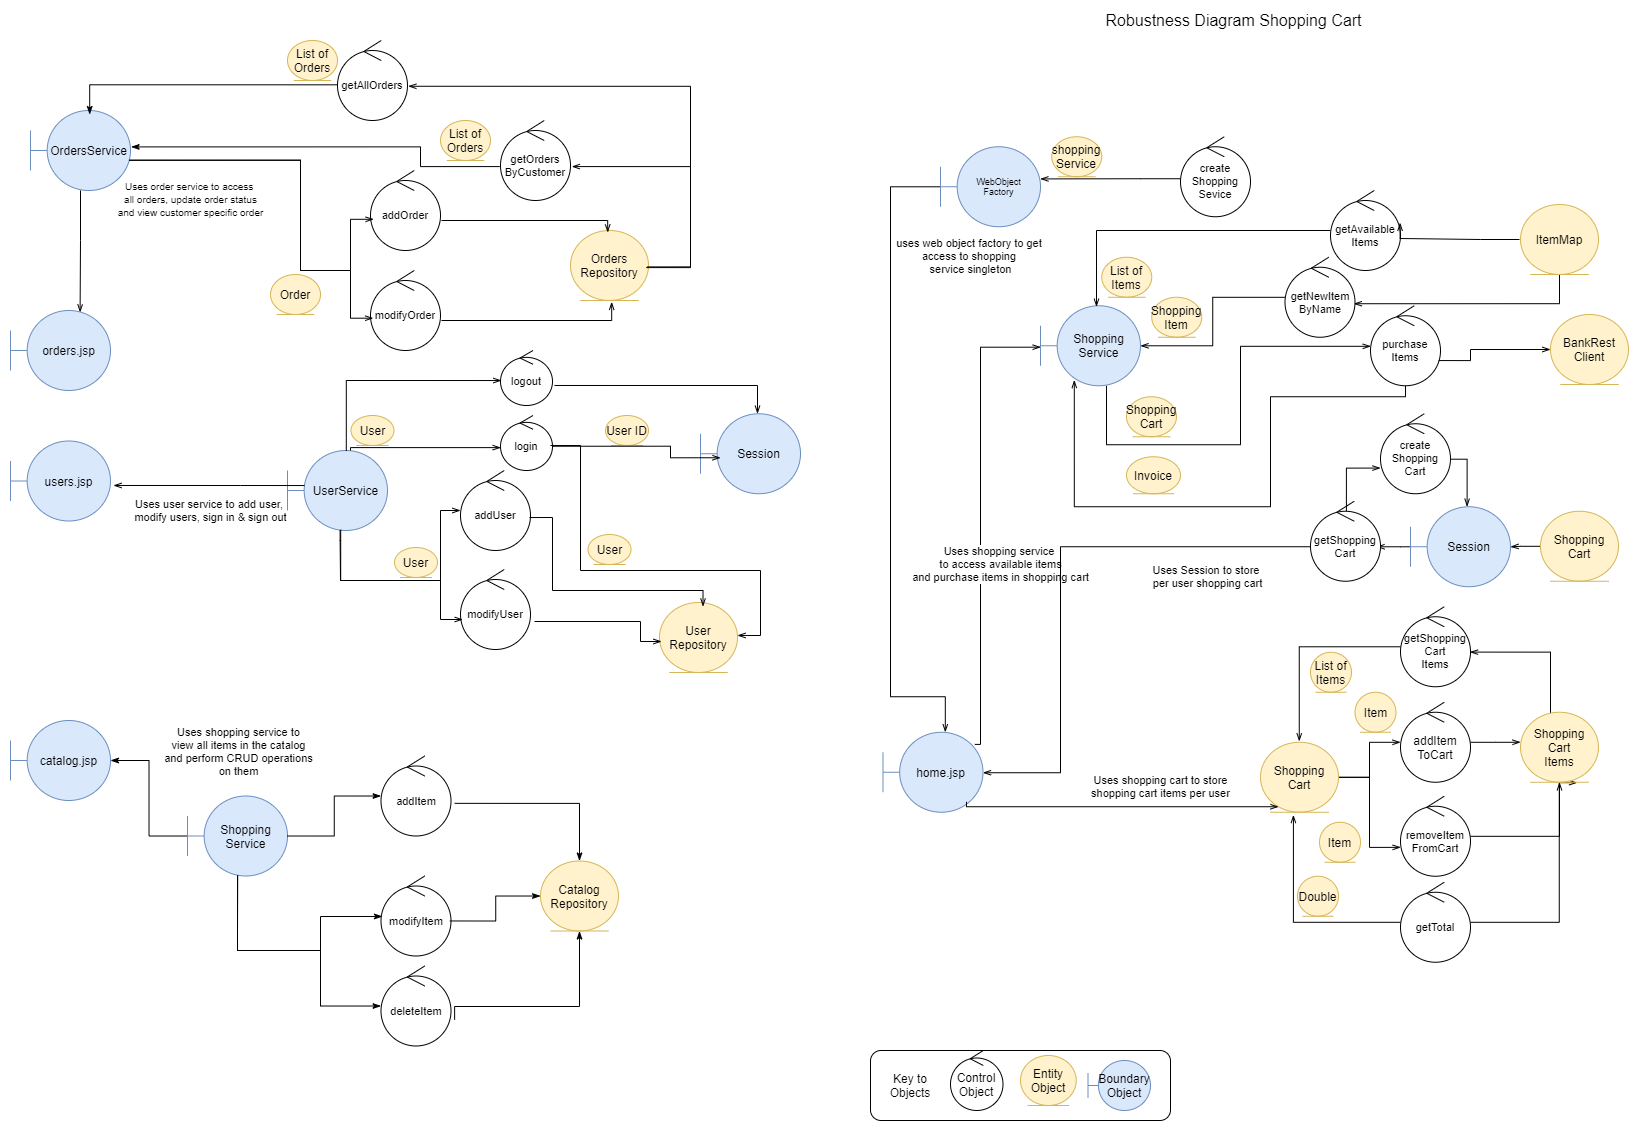 Robustness Diagram Shopping Cart
List of
Orders
getAllOrders
OrdersService
List of
Orders
getOrders
ByCustomer
Uses order service to access
all orders, update order status
and view customer specific order
addOrder
Orders
Repository
Order
modifyOrder
orders.jsp
logout
User
login
User ID
Session
users.jsp
UserService
Uses user service to add user,
modify users, sign in & sign out
addUser
User
User
modifyUser
User
Repository
catalog.jsp
Uses shopping service to
view all items in the catalog
and perform CRUD operations
on them
addItem
Shopping
Service
Catalog
Repository
modifyItem
deleteItem
WebObject
Factory
shopping
Service
create
Shopping
Sevice
uses web object factory to get
access to shopping
service singleton
getAvailable
Items
ItemMap
List of
Items
getNewItem
ByName
Shopping
Item
Shopping
Service
purchase
Items
BankRest
Client
Shopping
Cart
Invoice
create
Shopping
Cart
getShopping
Cart
Session
Shopping
Cart
Uses shopping service
to access available items
and purchase items in shopping cart
Uses Session to store
per user shopping cart
getShopping
Cart
Items
List of
Items
Item
addItem
ToCart
Shopping
Cart
Items
home.jsp
Uses shopping cart to store
shopping cart items per user
Shopping
Cart
Item
removeItem
FromCart
Double
getTotal
Key to
Objects
Control
Object
Entity
Object
Boundary
Object